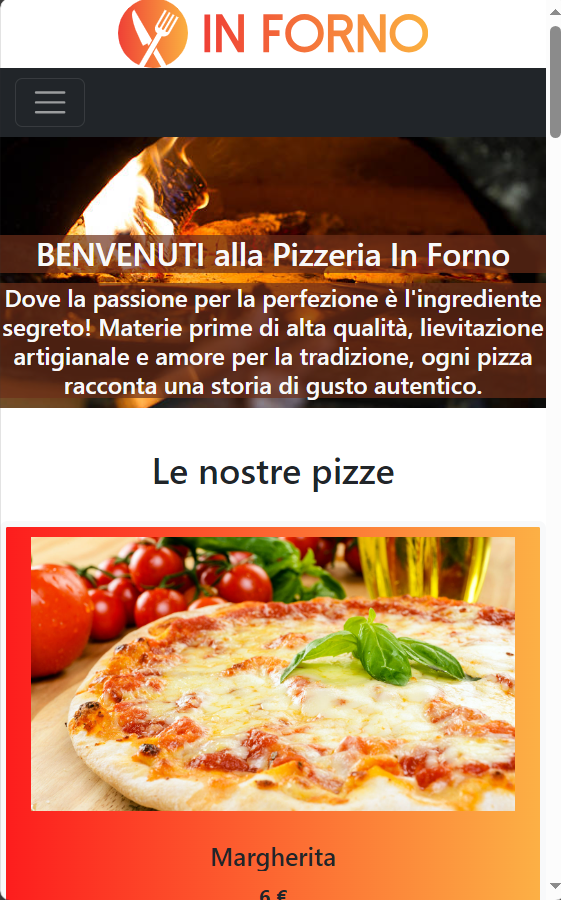 IN FORNO
BENVENUTI alla Pizzeria In Forno
Dove la passione per la perfezione è l'ingrediente
segreto! Materie prime di alta qualità, lievitazione
artigianale e amore per la tradizione, ogni pizza
racconta una storia di gusto autentico.
Le nostre pizze
Margherita
6 €